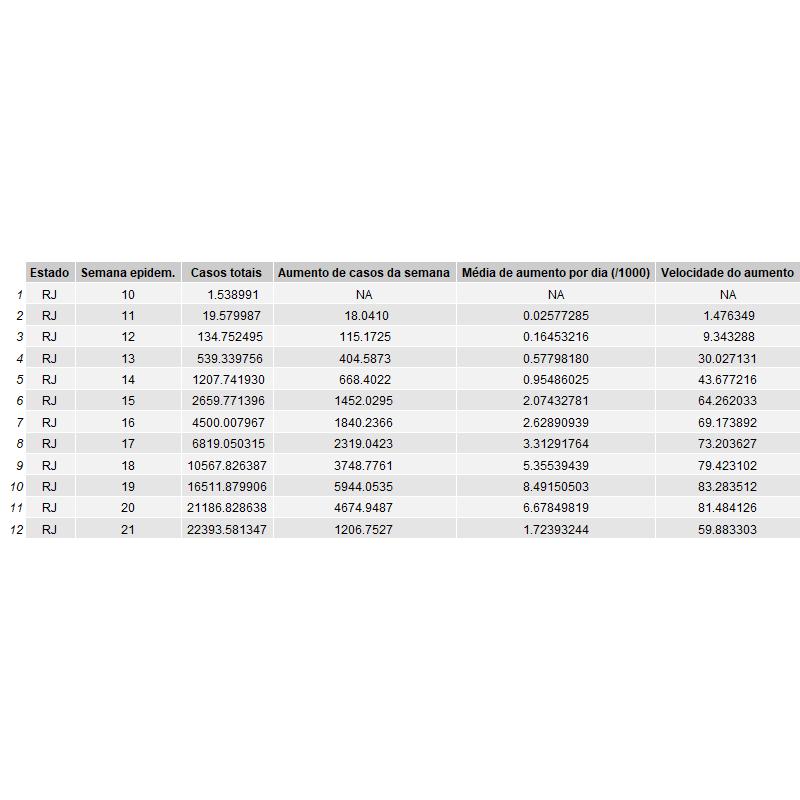 Estado Semana epidem. Casos totais Aumento de casos da semana Média de aumento por dia (/1000) Velocidade do aumento
1 RJ 10 1.538991 NA NA NA
2 RJ 11 19.579987 18.0410 0.02577285 1.476349
3 RJ 12 134.752495 115.1725 0.16453216 9.343288
4 RJ 13 539.339756 404.5873 0.57798180 30.027131
5 RJ 14 1207.741930 668.4022 0.95486025 43.677216
6 RJ 15 2659.771396 1452.0295 2.07432781 64.262033
7 RJ 16 4500.007967 1840.2366 2.62890939 69.173892
8 RJ 17 6819.050315 2319.0423 3.31291764 73.203627
9 RJ 18 10567.826387 3748.7761 5.35539439 79.423102
10 RJ 19 16511.879906 5944.0535 8.49150503 83.283512
11 RJ 20 21186.828638 4674.9487 6.67849819 81.484126
12 RJ 21 22393.581347 1206.7527 1.72393244 59.883303